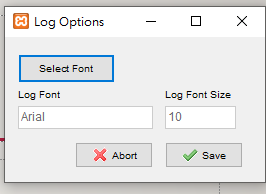 Log Options
Select Font
Log Font Log Font Size
Arial 10
Abort Save